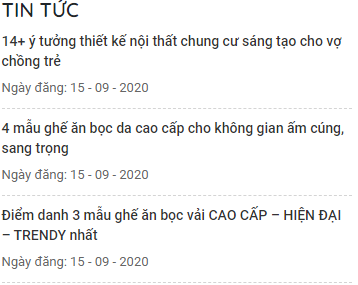 TIN TỨC
14+ ý tưởng thiết kế nội thất chung cư sáng tạo cho vợ
chồng trẻ
Ngày đăng: 15 - 09 - 2020
4 mẫu ghế ăn bọc da cao cấp cho không gian ấm cúng,
sang trọng
Ngày đăng: 15 - 09 - 2020
Điểm danh 3 mẫu ghế ăn bọc vải CAO CẤP – HIỆN ĐẠI
– TRENDY nhất
Ngày đăng: 15 - 09 - 2020